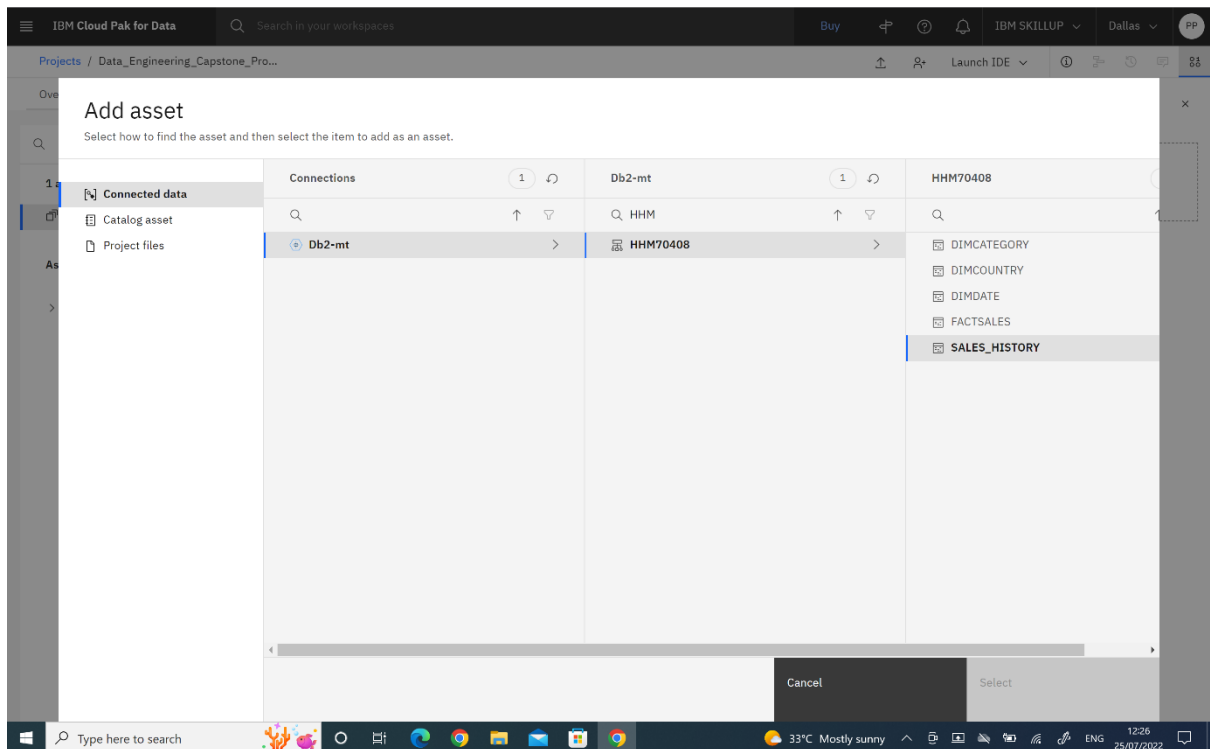 IBM Cloud Pak for Data
Search in your workspaces
Buy
IBM SKILLUP
Dallas
PP
Projects / Data_Engineering_Capstone_Pro...
Launch IDE
Ove
Add asset
Select how to find the asset and then select the item to add as an asset.
Connected data
Catalog asset
Project files
Connections
1
Db2-mt
Db2-mt
1
HHM
HHM70408
HHM70408
DIMCATEGORY
DIMCOUNTRY
DIMDATE
FACTSALES
SALES_HISTORY
As
Cancel
Select
Type here to search
33°C Mostly sunny
ENG
12:26
25/07/2022